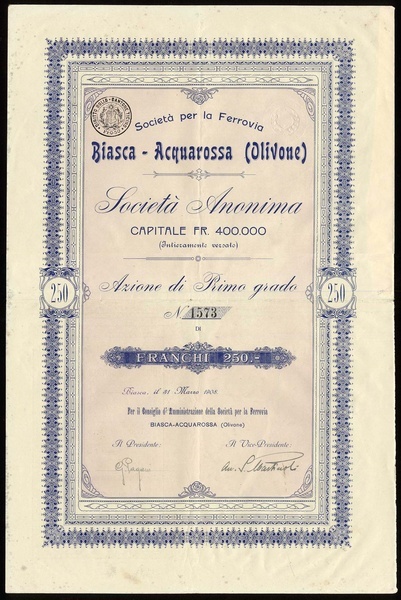 Società per la Ferrovia
Biasca - Acquarossa (Olivone)
Società Anonima
CAPITALE FR. 400.000
(Intieramente versato)
Azione di Primo grado
250
250
N. 1573
DI
FRANCHI 250.-
Biasca, il 31 Marzo 1908
Per il Consiglio d'Amministrazione della Società per la Ferrovia
BIASCA-ACQUAROSSA (Olivone)
Il Presidente: Il Vice-Presidente: